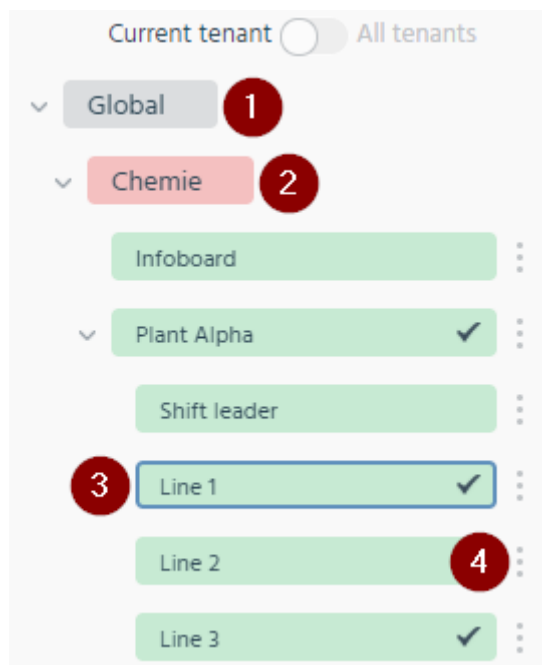 Current tenant All tenants
Global 1
Chemie 2
Infoboard
Plant Alpha
Shift leader
3 Line 1
Line 2 4
Line 3